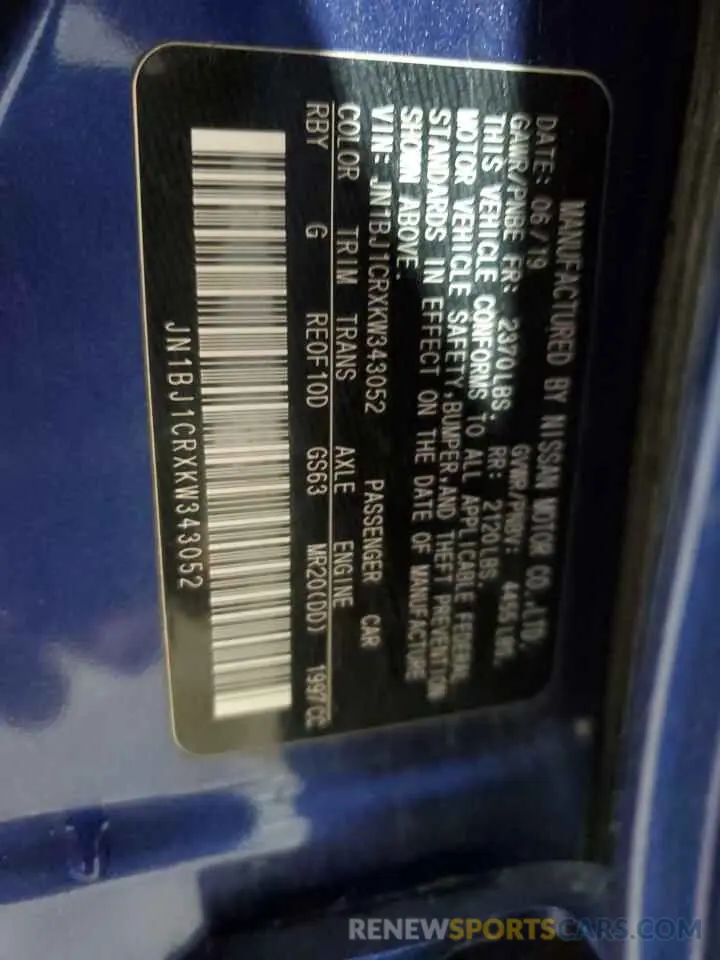 MANUFACTURED BY NISSAN MOTOR CO.,LTD.
DATE: 06/19 GVWR/PNBV: 4455 LBS.
GAWR/PNBE FR: 2370LBS. RR: 2120LBS.
THIS VEHICLE CONFORMS TO ALL APPLICABLE FEDERAL
MOTOR VEHICLE SAFETY,BUMPER,AND THEFT PREVENTION
STANDARDS IN EFFECT ON THE DATE OF MANUFACTURE
SHOWN ABOVE.
VIN: JN1BJ1CRXKW343052 PASSENGER CAR
COLOR TRIM TRANS AXLE ENGINE
RBY G RE0F10D GS63 MR20(DD) 1997CC
JN1BJ1CRXKW343052
RENEWSPORTSCARS.COM